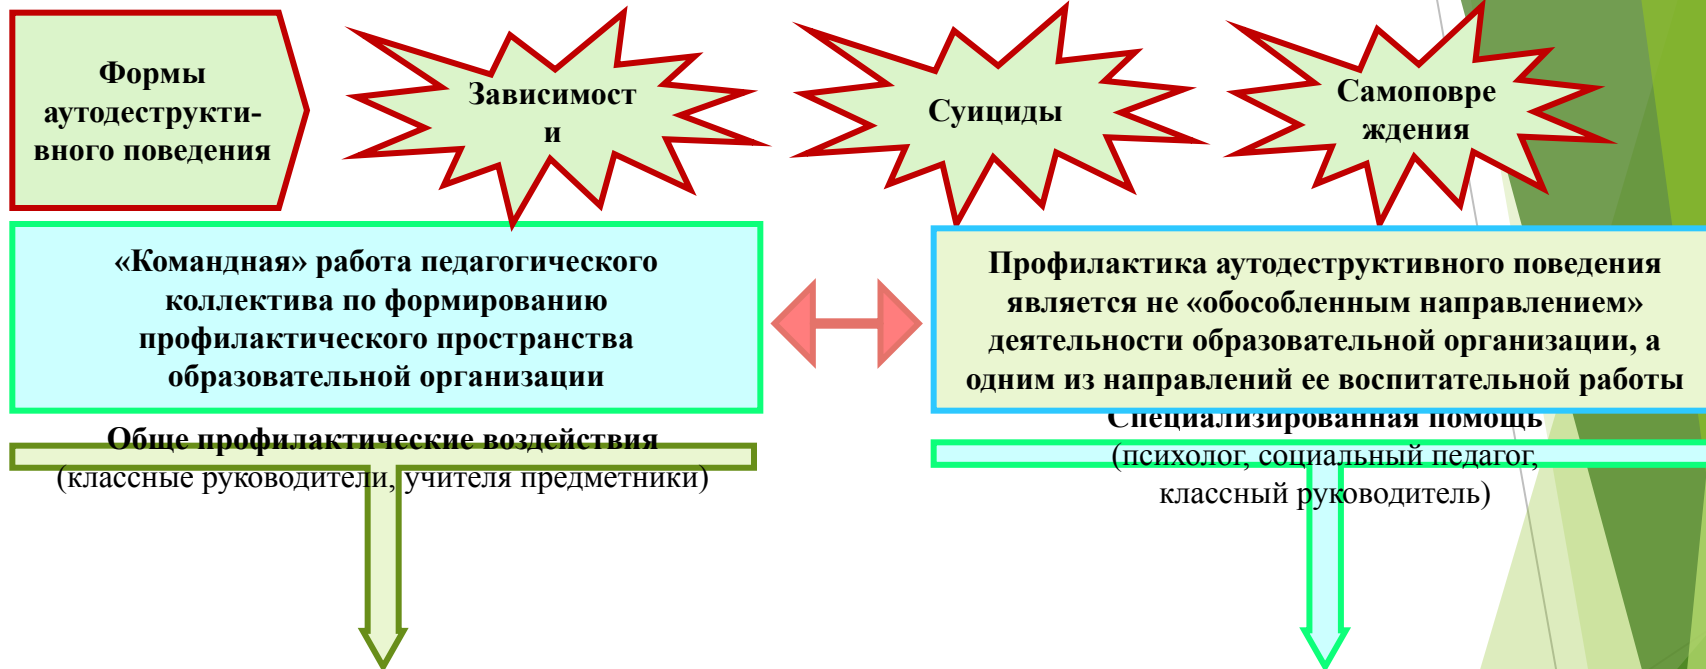 Формы
аутодеструкти-
вного поведения
Зависимост
и
Суициды
Самоповре
ждения
«Командная» работа педагогического
коллектива по формированию
профилактического пространства
образовательной организации
Профилактика аутодеструктивного поведения
является не «обособленным направлением»
деятельности образовательной организации, а
одним из направлений ее воспитательной работы
Обще профилактические воздействия
(классные руководители, учителя предметники)
Специализированная помощь
(психолог, социальный педагог,
классный руководитель)